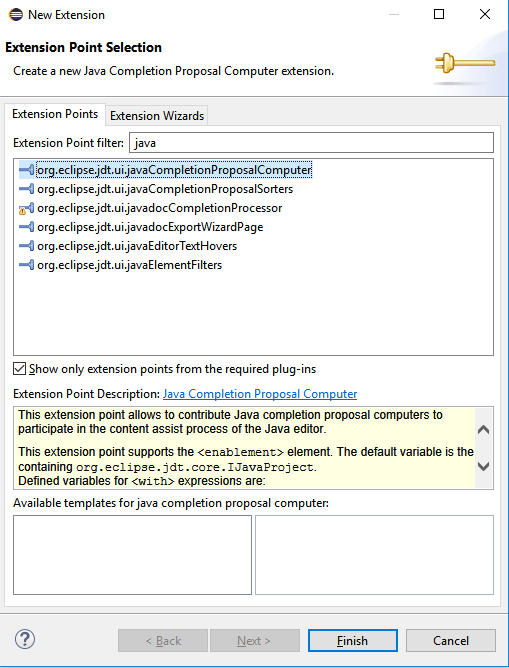 New Extension
Extension Point Selection
Create a new Java Completion Proposal Computer extension.
Extension Points
Extension Wizards
Extension Point filter: java
org.eclipse.jdt.ui.javaCompletionProposalComputer
org.eclipse.jdt.ui.javaCompletionProposalSorters
org.eclipse.jdt.ui.javadocCompletionProcessor
org.eclipse.jdt.ui.javadocExportWizardPage
org.eclipse.jdt.ui.javaEditorTextHovers
org.eclipse.jdt.ui.javaElementFilters
Show only extension points from the required plug-ins
Extension Point Description: Java Completion Proposal Computer
This extension point allows to contribute Java completion proposal computers to
participate in the content assist process of the Java editor.
This extension point supports the <enablement> element. The default variable is the
containing org.eclipse.jdt.core.IJavaProject.
Defined variables for <with> expressions are:
Available templates for java completion proposal computer:
?
< Back
Next >
Finish
Cancel